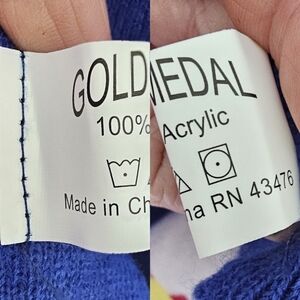 GOLD MEDAL
100% Acrylic
Made in China RN 43476